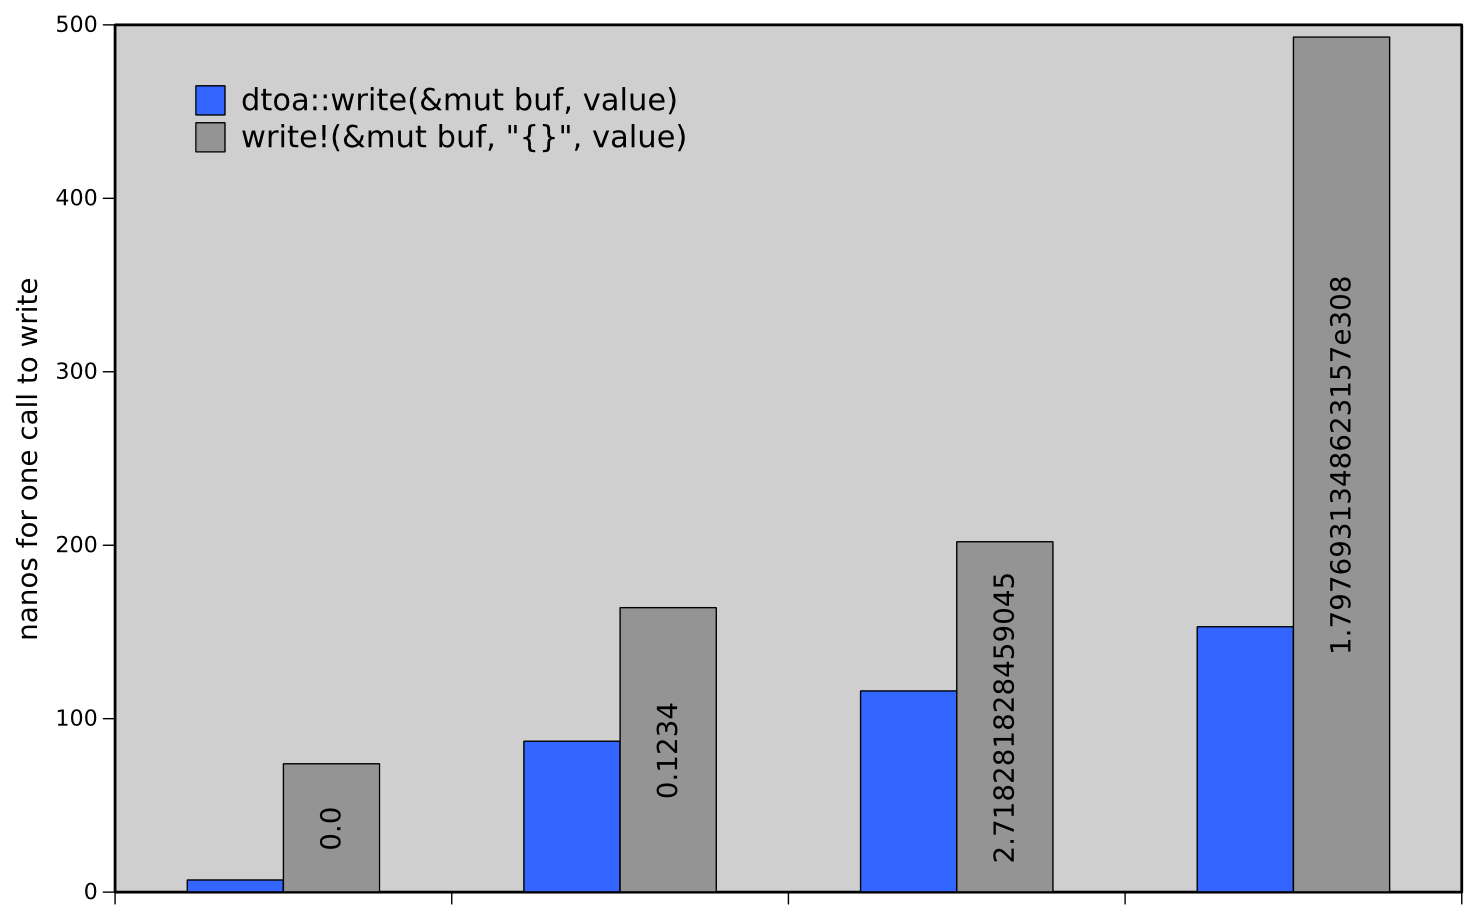 500
dtoa::write(&mut buf, value)
write!(&mut buf, "{}", value)
400
300
200
100
0
nanos for one call to write
0.0
0.1234
2.718281828459045
1.7976931348623157e308